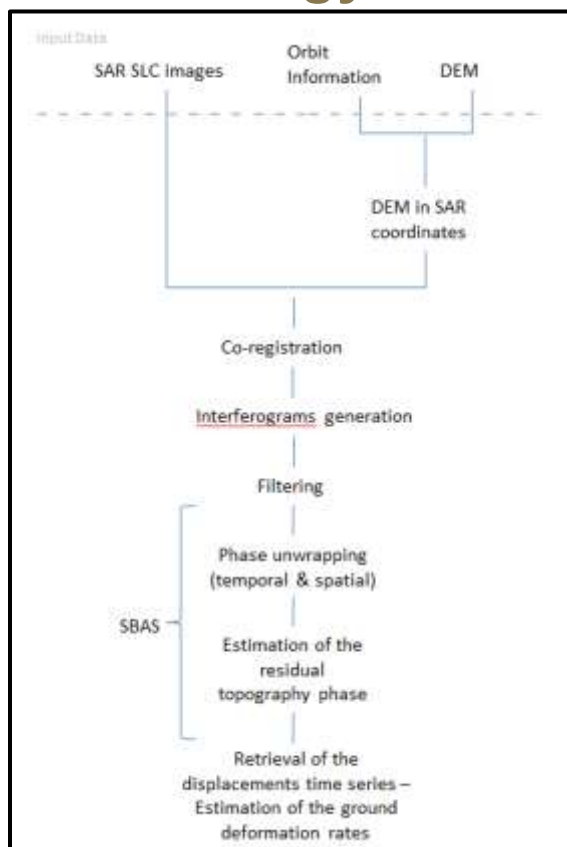 Input Data
SAR SLC images
Orbit
Information
DEM
DEM in SAR
coordinates
Co-registration
Interferograms generation
Filtering
SBAS
Phase unwrapping
(temporal & spatial)
Estimation of the
residual
topography phase
Retrieval of the
displacements time series –
Estimation of the ground
deformation rates